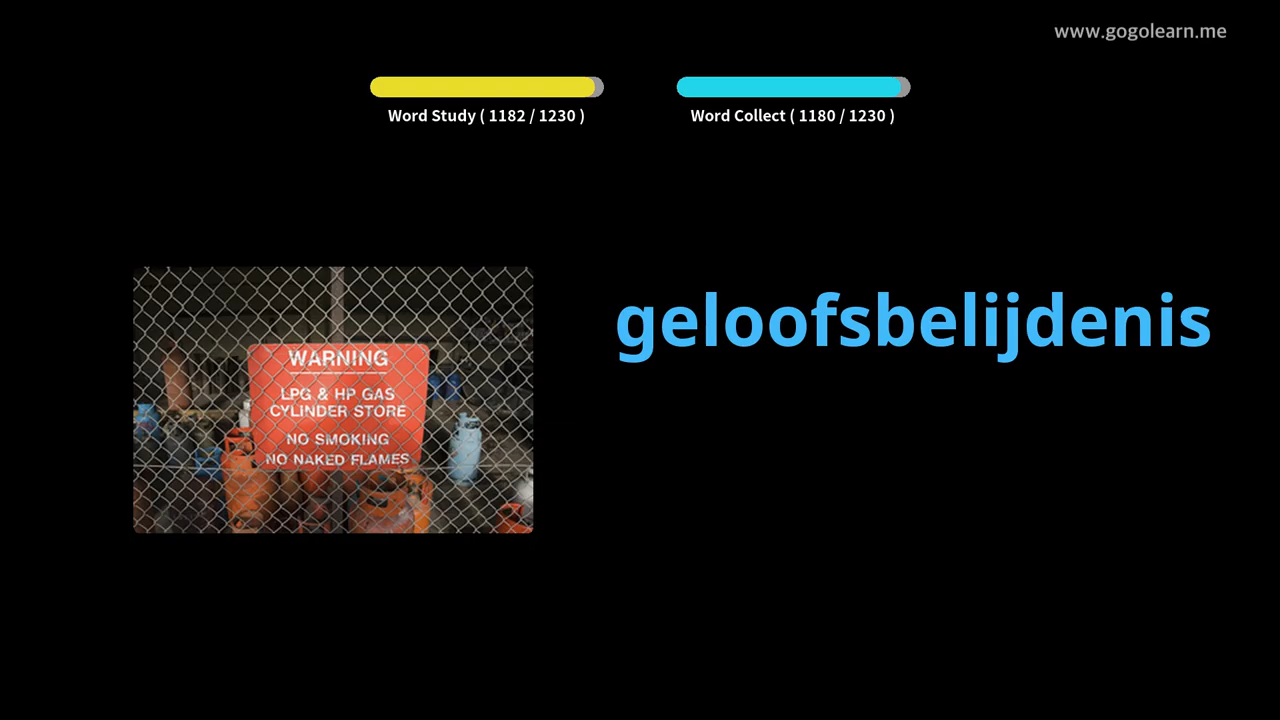 www.gogolearn.me
Word Study ( 1182 / 1230 )
Word Collect ( 1180 / 1230 )
geloofsbelijdenis
WARNING
LPG & HP GAS
CYLINDER STORE
NO SMOKING
NO NAKED FLAMES